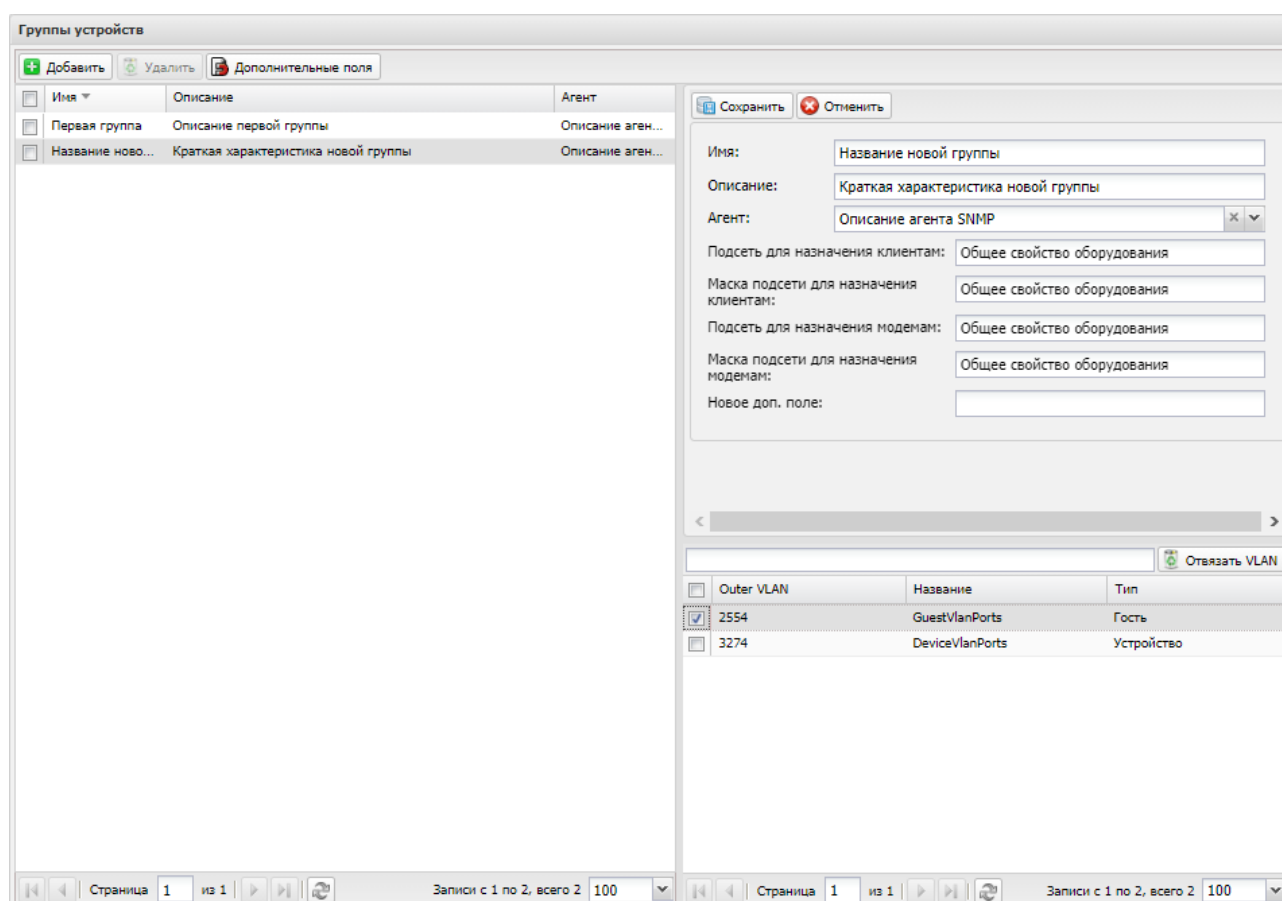 Группы устройств
Добавить Удалить Дополнительные поля
Имя Описание Агент
Первая группа Описание первой группы Описание аген...
Название ново... Краткая характеристика новой группы Описание аген...
Страница 1 из 1 Записи с 1 по 2, всего 2 100
Сохранить Отменить
Имя: Название новой группы
Описание: Краткая характеристика новой группы
Агент: Описание агента SNMP
Подсеть для назначения клиентам: Общее свойство оборудования
Маска подсети для назначения
клиентам: Общее свойство оборудования
Подсеть для назначения модемам: Общее свойство оборудования
Маска подсети для назначения
модемам: Общее свойство оборудования
Новое доп. поле:
Отвязать VLAN
Outer VLAN Название Тип
2554 GuestVlanPorts Гость
3274 DeviceVlanPorts Устройство
Страница 1 из 1 Записи с 1 по 2, всего 2 100